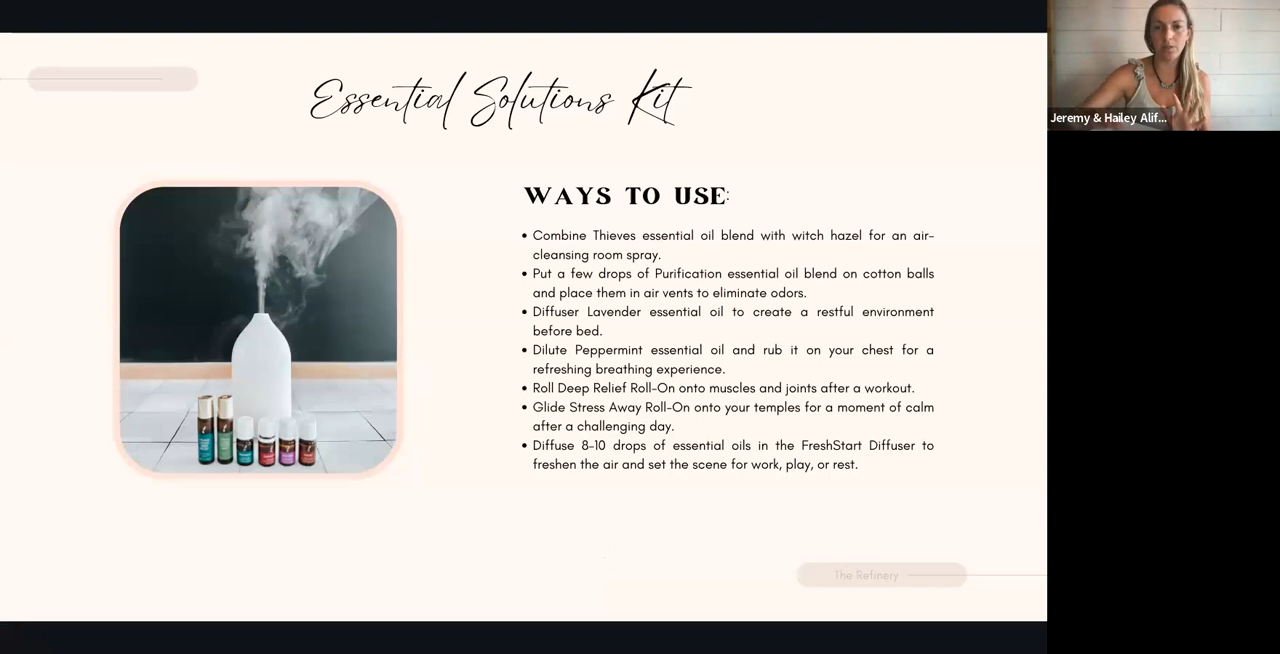 Essential Solutions Kit
WAYS TO USE:
• Combine Thieves essential oil blend with witch hazel for an air-
cleansing room spray.
• Put a few drops of Purification essential oil blend on cotton balls
and place them in air vents to eliminate odors.
• Diffuser Lavender essential oil to create a restful environment
before bed.
• Dilute Peppermint essential oil and rub it on your chest for a
refreshing breathing experience.
• Roll Deep Relief Roll-On onto muscles and joints after a workout.
• Glide Stress Away Roll-On onto your temples for a moment of calm
after a challenging day.
• Diffuse 8-10 drops of essential oils in the FreshStart Diffuser to
freshen the air and set the scene for work, play, or rest.
The Refinery
Jeremy & Hailey Alif...